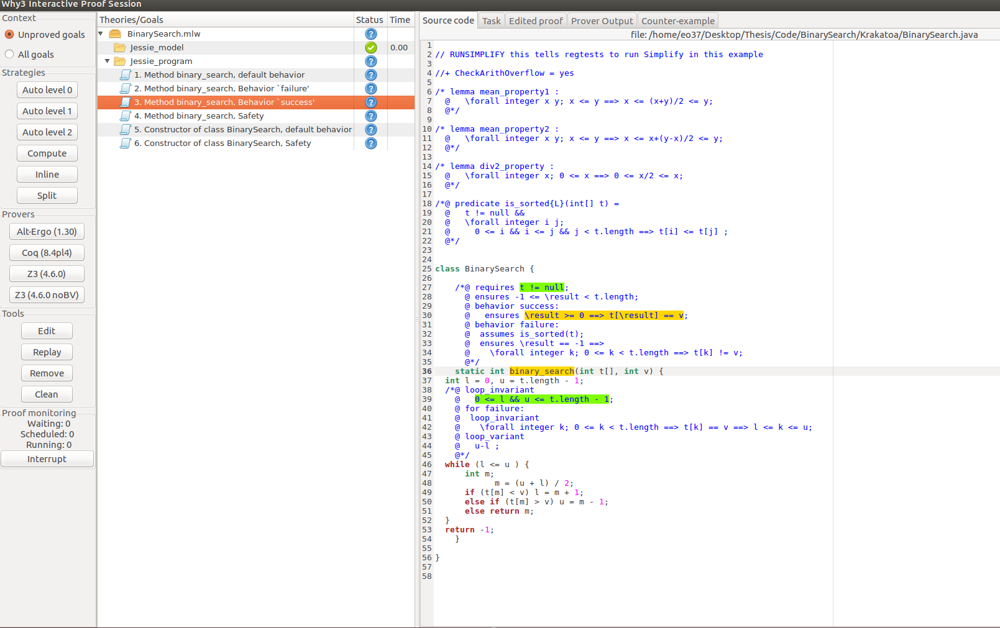 Why3 Interactive Proof Session
Context
Unproved goals
All goals
Strategies
Auto level 0
Auto level 1
Auto level 2
Compute
Inline
Split
Provers
Alt-Ergo (1.30)
Coq (8.4pl4)
Z3 (4.6.0)
Z3 (4.6.0 noBV)
Tools
Edit
Replay
Remove
Clean
Proof monitoring
Waiting: 0
Scheduled: 0
Running: 0
Interrupt
Theories/Goals Status Time
BinarySearch.mlw
Jessie_model 0.00
Jessie_program
1. Method binary_search, default behavior
2. Method binary_search, Behavior `failure'
3. Method binary_search, Behavior `success'
4. Method binary_search, Safety
5. Constructor of class BinarySearch, default behavior
6. Constructor of class BinarySearch, Safety
Source code Task Edited proof Prover Output Counter-example
file: /home/eo37/Desktop/Thesis/Code/BinarySearch/Krakatoa/BinarySearch.java
1
2 // RUNSIMPLIFY this tells regtests to run Simplify in this example
3
4 //+ CheckArithOverflow = yes
5
6 /* lemma mean_property1 :
7   @   \forall integer x y; x <= y ==> x <= (x+y)/2 <= y;
8   @*/
9
10 /* lemma mean_property2 :
11   @   \forall integer x y; x <= y ==> x <= x+(y-x)/2 <= y;
12   @*/
13
14 /* lemma div2_property :
15   @   \forall integer x; 0 <= x ==> 0 <= x/2 <= x;
16   @*/
17
18 /*@ predicate is_sorted{L}(int[] t) =
19   @   t != null &&
20   @   \forall integer i j;
21   @     0 <= i && i <= j && j < t.length ==> t[i] <= t[j] ;
22   @*/
23
24
25 class BinarySearch {
26
27     /*@ requires t != null;
28       @ ensures -1 <= \result < t.length;
29       @ behavior success:
30       @   ensures \result >= 0 ==> t[\result] == v;
31       @ behavior failure:
32       @  assumes is_sorted(t);
33       @  ensures \result == -1 ==>
34       @    \forall integer k; 0 <= k < t.length ==> t[k] != v;
35       @*/
36     static int binary_search(int t[], int v) {
37   int l = 0, u = t.length - 1;
38   /*@ loop_invariant
39     @   0 <= l && u <= t.length - 1;
40     @ for failure:
41     @  loop_invariant
42     @    \forall integer k; 0 <= k < t.length ==> t[k] == v ==> l <= k <= u;
43     @ loop_variant
44     @   u-l ;
45     @*/
46   while (l <= u ) {
47       int m;
48             m = (u + l) / 2;
49       if (t[m] < v) l = m + 1;
50       else if (t[m] > v) u = m - 1;
51       else return m;
52   }
53   return -1;
54     }
55
56 }
57
58